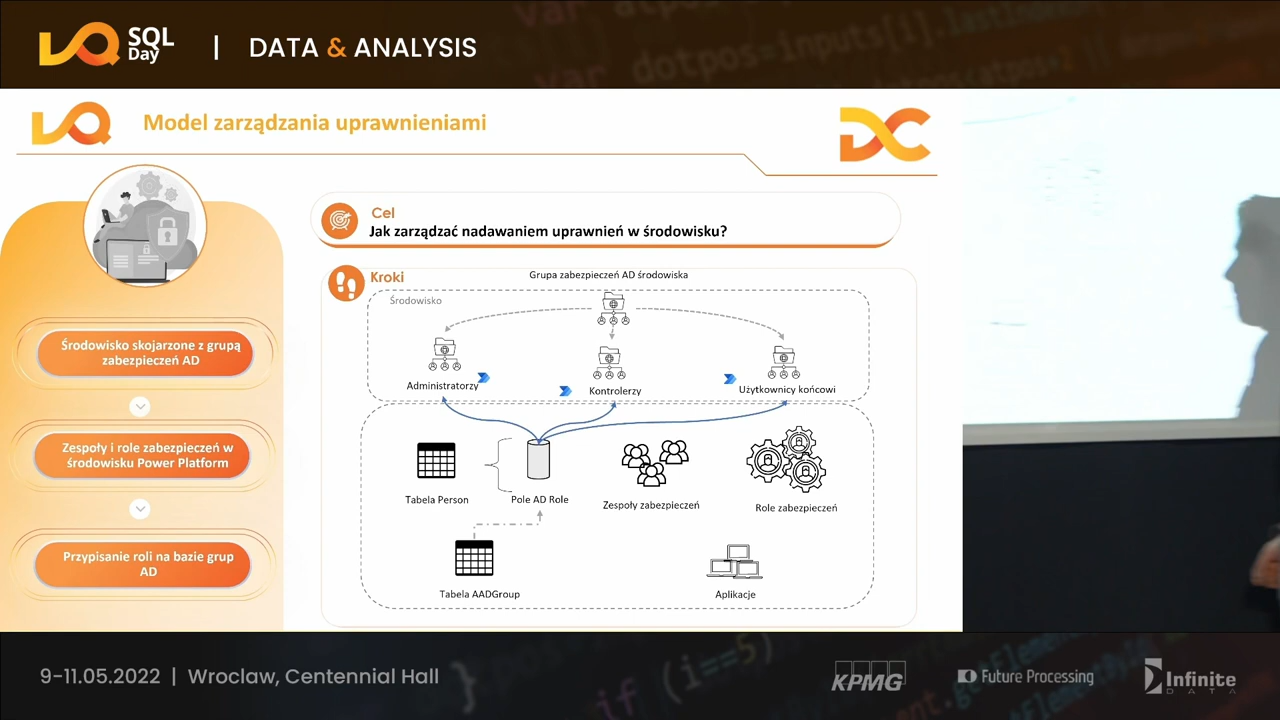 SQL
Day
| DATA & ANALYSIS
Model zarządzania uprawnieniami
Cel
Jak zarządzać nadawaniem uprawnień w środowisku?
Kroki
Grupa zabezpieczeń AD środowiska
Środowisko
Administratorzy
Kontrolerzy
Użytkownicy końcowi
Tabela Person
Pole AD Role
Zespoły zabezpieczeń
Role zabezpieczeń
Tabela AADGroup
Aplikacje
Środowisko skojarzone z grupą
zabezpieczeń AD
Zespoły i role zabezpieczeń w
środowisku Power Platform
Przypisanie roli na bazie grup
AD
9-11.05.2022 | Wroclaw, Centennial Hall
KPMG
Future Processing
Infinite
DATA